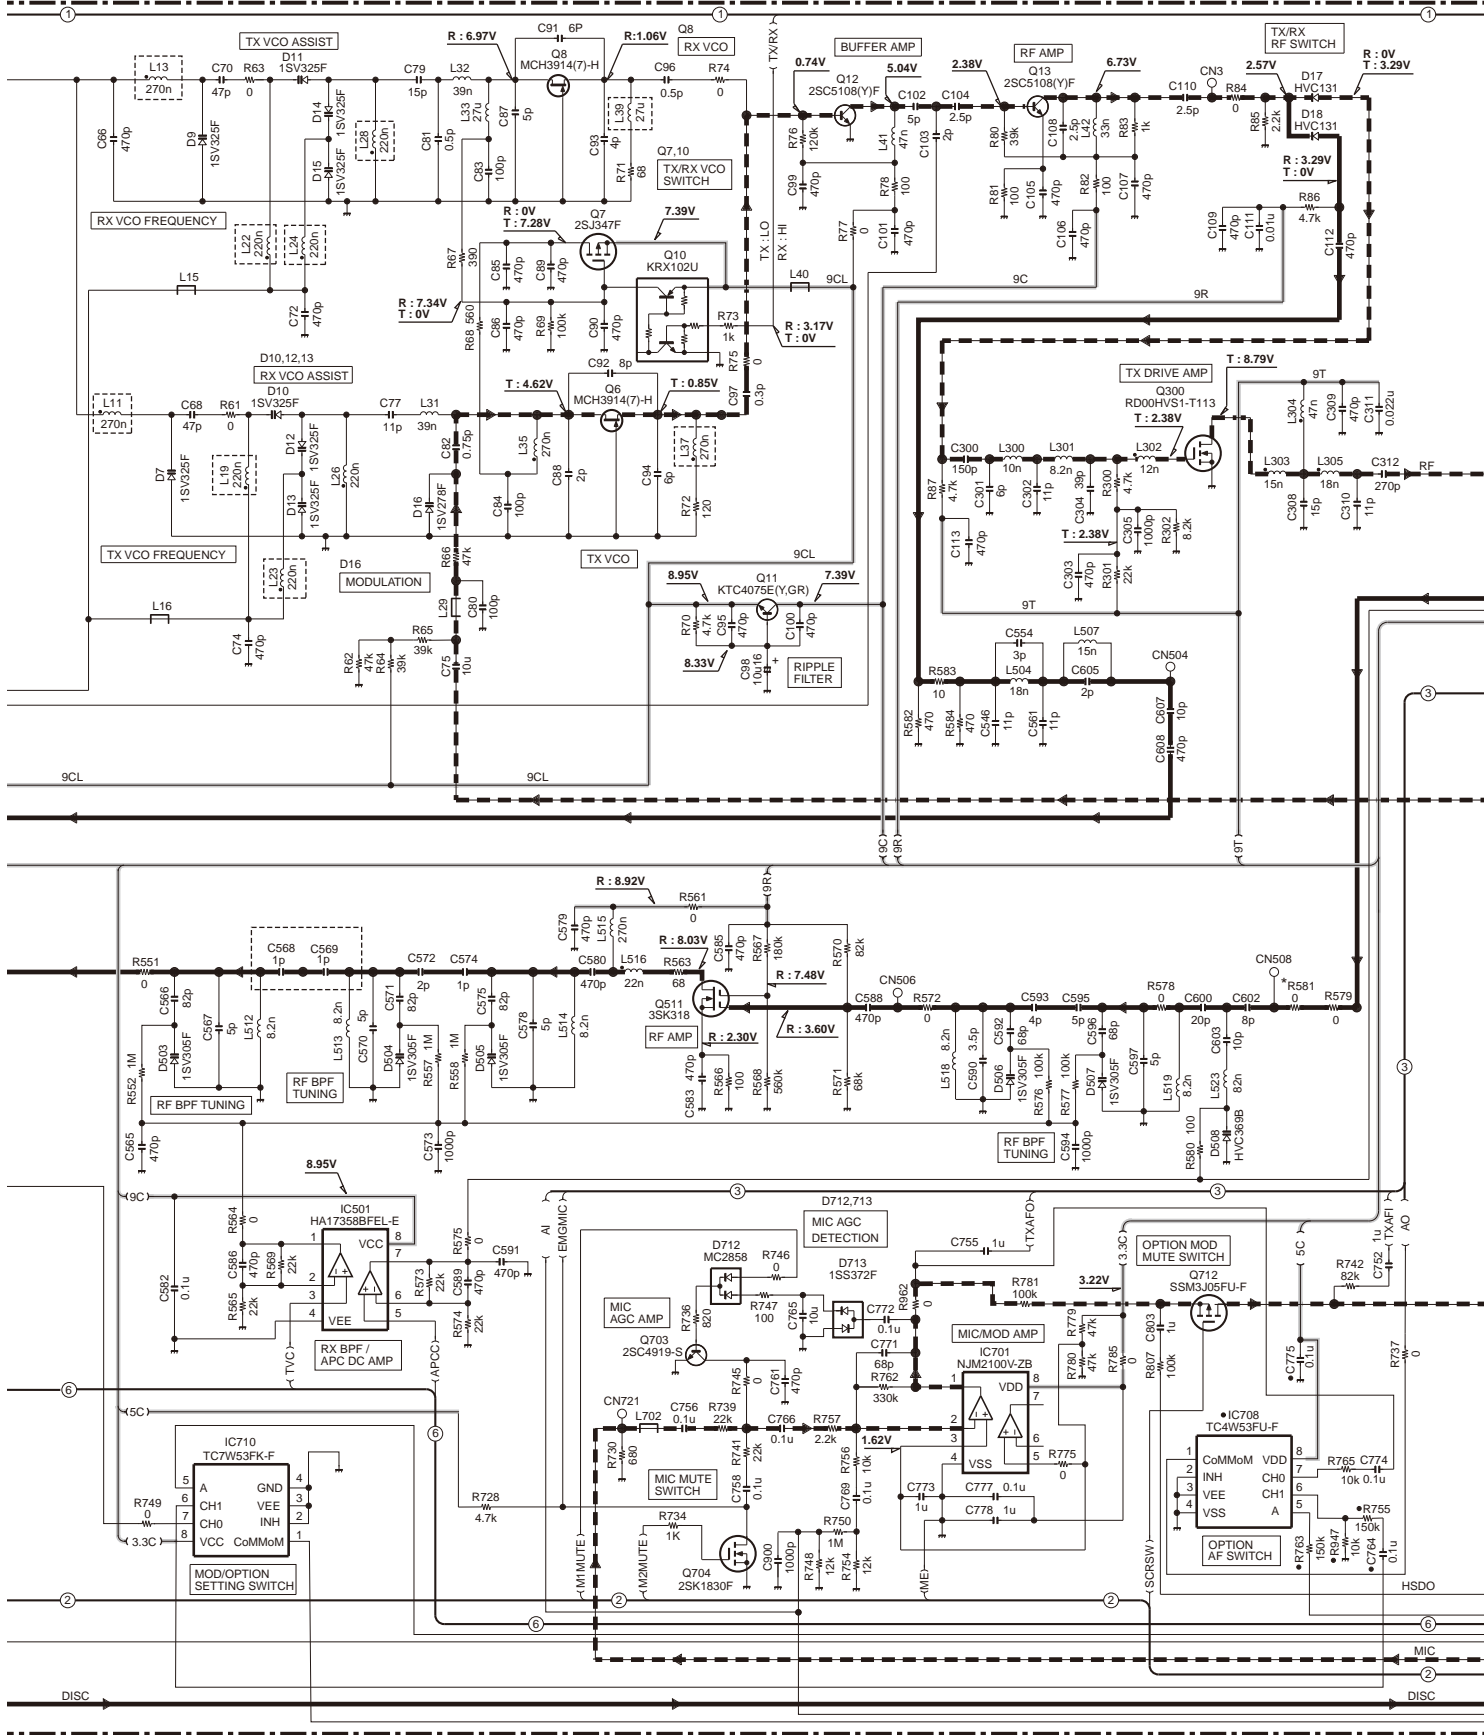 1
1
1
TX VCO ASSIST
D11
1SV325F
L13
270n
C70
47p
R63
0
C66
470p
D9
1SV325F
D14
1SV325F
D15
1SV325F
L28
220n
C79
15p
L32
39n
C81
0.5p
L33
27u
C83
100p
C87
5p
R : 6.97V
C91 6P
Q8
MCH3914(7)-H
R:1.06V
Q8
RX VCO
C96
0.5p
R74
0
C93
4p
L39
27u
R71
68
TX/RX
Q7,10
TX/RX VCO
SWITCH
BUFFER AMP
0.74V
Q12
2SC5108(Y)F
5.04V
C102
5p
C104
2.5p
R76
120k
C99
470p
L41
47n
R78
100
C101
470p
C103
2p
R77
0
RF AMP
2.38V
Q13
2SC5108(Y)F
6.73V
R80
39k
R81
100
C108
2.5p
C105
470p
L42
33n
R82
100
C106
470p
R83
1k
C107
470p
C110
2.5p
CN3
R84
0
R85
2.2k
TX/RX
RF SWITCH
2.57V
D17
HVC131
R : 0V
T : 3.29V
D18
HVC131
R : 3.29V
T : 0V
R86
4.7k
C109
470p
C111
0.01u
C112
470p
RX VCO FREQUENCY
L22
220n
L24
220n
L15
C72
470p
R : 0V
T : 7.28V
Q7
2SJ347F
7.39V
R67
390
C85
470p
C89
470p
R : 7.34V
T : 0V
R68 560
C86
470p
R69
100k
C90
470p
Q10
KRX102U
R73
1k
TX : LO
RX : HI
L40
9CL
R : 3.17V
T : 0V
R75
0
C97
0.3p
9C
9R
D10,12,13
RX VCO ASSIST
D10
1SV325F
L11
270n
C68
47p
R61
0
D7
1SV325F
L19
220n
D12
1SV325F
D13
1SV325F
L26
220n
C77
11p
L31
39n
C82
0.75p
D16
1SV278F
R66
47k
C92 8p
T : 4.62V
Q6
MCH3914(7)-H
T : 0.85V
L35
270n
C84
100p
C88
2p
C94
6p
L37
270n
R72
120
TX VCO FREQUENCY
L23
220n
L16
C74
470p
D16
MODULATION
TX VCO
L29
C80
100p
R65
39k
R62
47k
R64
39k
C75
10u
9CL
8.95V
Q11
KTC4075E(Y,GR)
7.39V
R70
4.7k
C95
470p
C100
470p
8.33V
C98
10u16
+
RIPPLE
FILTER
TX DRIVE AMP
Q300
RD00HVS1-T113
T : 8.79V
T : 2.38V
9T
L304
47n
C309
470p
C311
0.022u
C300
150p
L300
10n
L301
8.2n
L302
12n
R87
4.7k
C301
6p
C302
11p
C304
39p
R300
4.7k
C113
470p
T : 2.38V
C305
1000p
R302
8.2k
C303
470p
R301
22k
L303
15n
L305
18n
C312
270p
RF
C308
15p
C310
11p
9T
C554
3p
L507
15n
CN504
R583
10
L504
18n
C605
2p
R582
470
R584
470
C546
11p
C561
11p
C607
10p
C608
470p
3
9CL
9CL
9C
9R
9T
R : 8.92V
R561
0
9R
C579
470p
L515
270n
R : 8.03V
C585
470p
R567
180k
R570
82k
R551
0
C568
1p
C569
1p
C572
2p
C574
1p
C580
470p
L516
22n
R563
68
R : 7.48V
C566
82p
C567
5p
L512
8.2n
L513
8.2n
C570
5p
C571
82p
C575
82p
C578
5p
L514
8.2n
Q511
3SK318
RF AMP
R : 3.60V
R : 2.30V
C583
470p
R566
100
R568
560k
R571
68k
CN506
C588
470p
R572
0
C593
4p
C595
5p
R578
0
C600
20p
C602
8p
CN508
*R581
0
R579
0
R552 1M
D503
1SV305F
RF BPF TUNING
RF BPF
TUNING
D504
1SV305F
R557 1M
R558 1M
D505
1SV305F
L518 8.2n
C590 3.5p
C592
68p
D506
1SV305F
R576 100k
R577 100k
C596
68p
D507
1SV305F
C597
5p
L519
8.2n
C603
10p
L523
82n
R580 100
D508
HVC369B
C565
470p
C573
1000p
RF BPF
TUNING
C594
1000p
3
8.95V
9C
IC501
HA17358BFEL-E
1
2
3
4
8
7
6
5
VCC
VEE
R564
0
C586
470p
R569
22k
R565
22k
C582
0.1u
R573
22k
R575
0
C589
470p
C591
470p
R574
22k
RX BPF /
APC DC AMP
TVC
APCC
AI
EMGMIC
3
3
D712,713
MIC AGC
DETECTION
D712
MC2858
R746
0
D713
1SS372F
MIC
AGC AMP
R736
820
R747
100
C765
10u
C772
0.1u
Q703
2SC4919-S
C771
68p
R762
330k
R745
0
C761
470p
R962
0
C755 1u
TXAFO
R781
100k
3.22V
3.3C
OPTION MOD
MUTE SWITCH
Q712
SSM3J05FU-F
5C
TXAFI
AO
C752 1u
R742
82k
MIC/MOD AMP
IC701
NJM2100V-ZB
1
2
3
4
8
7
6
5
VDD
VSS
R779
47k
R780
47k
R785
0
C803
1u
R807
100k
C775
0.1u
R737
0
6
5C
6
CN721
L702
C756
0.1u
R739
22k
C766
0.1u
R757
2.2k
1.62V
R730
680
R741
22k
R756
10k
R775
0
MIC MUTE
SWITCH
C758
0.1u
C769
0.1u
C773
1u
C777 0.1u
C778 1u
R728
4.7k
R734
1K
Q704
2SK1830F
R750
1M
C900
1000p
R748
12k
R754
12k
M1MUTE
M2MUTE
ME
SCRSW
IC710
TC7W53FK-F
5
6
7
8
A
CH1
CH0
VCC
GND
VEE
INH
CoMMoM
4
3
2
1
R749
0
3.3C
MOD/OPTION
SETTING SWITCH
IC708
TC4W53FU-F
1
2
3
4
CoMMoM
INH
VEE
VSS
VDD
CH0
CH1
A
8
7
6
5
OPTION
AF SWITCH
R765
10k
C774
0.1u
R755
150k
R763
150k
R947
10k
C764
0.1u
HSDO
2
2
2
6
6
MIC
2
DISC
DISC